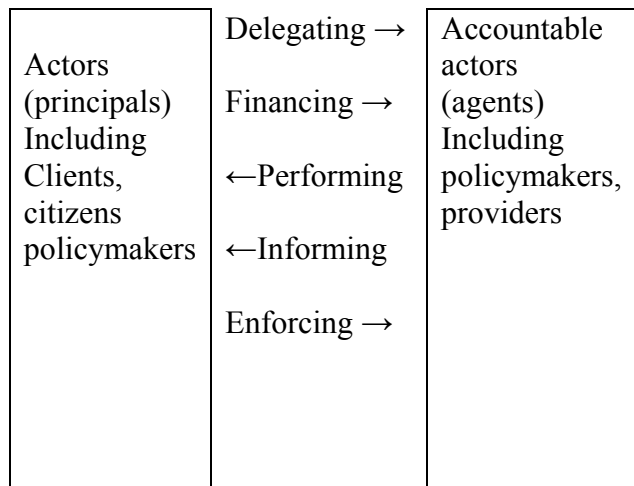 Actors
(principals)
Including
Clients,
citizens
policymakers
Delegating →
Financing →
←Performing
←Informing
Enforcing →
Accountable
actors
(agents)
Including
policymakers,
providers